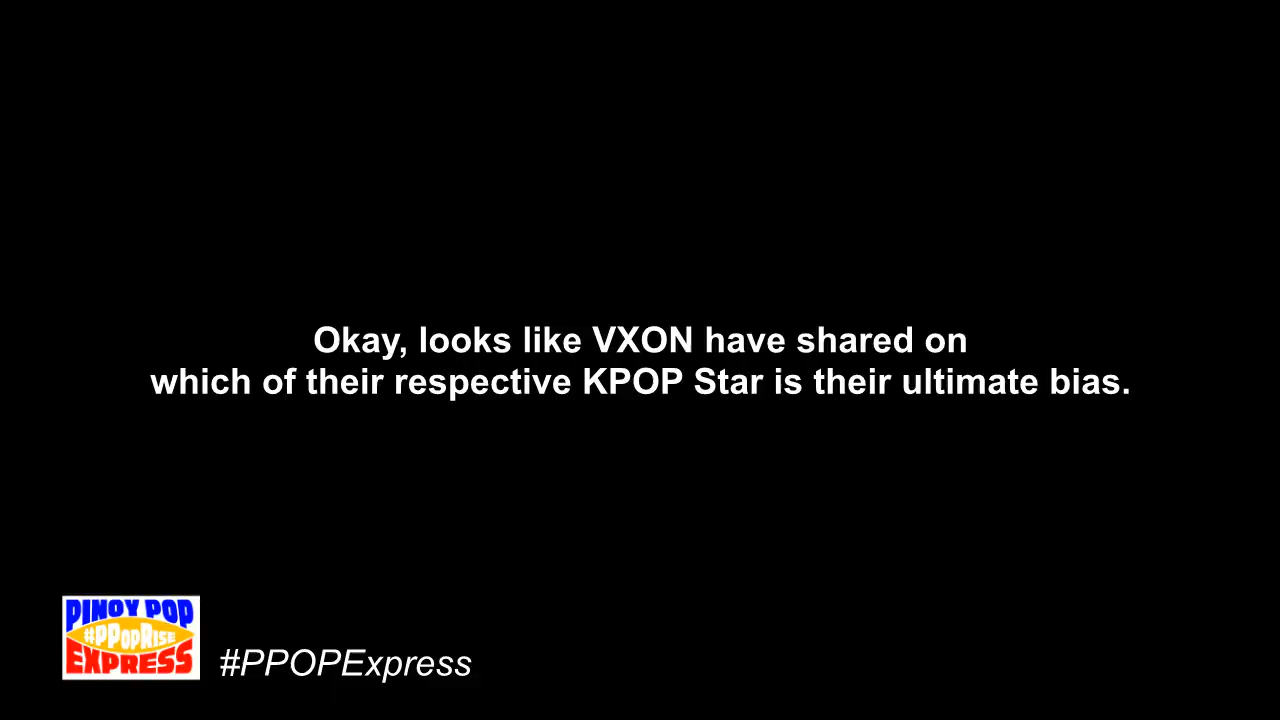 Okay, looks like VXON have shared on
which of their respective KPOP Star is their ultimate bias.
PINOY POP
#PPOPRISE
EXPRESS
#PPOPExpress